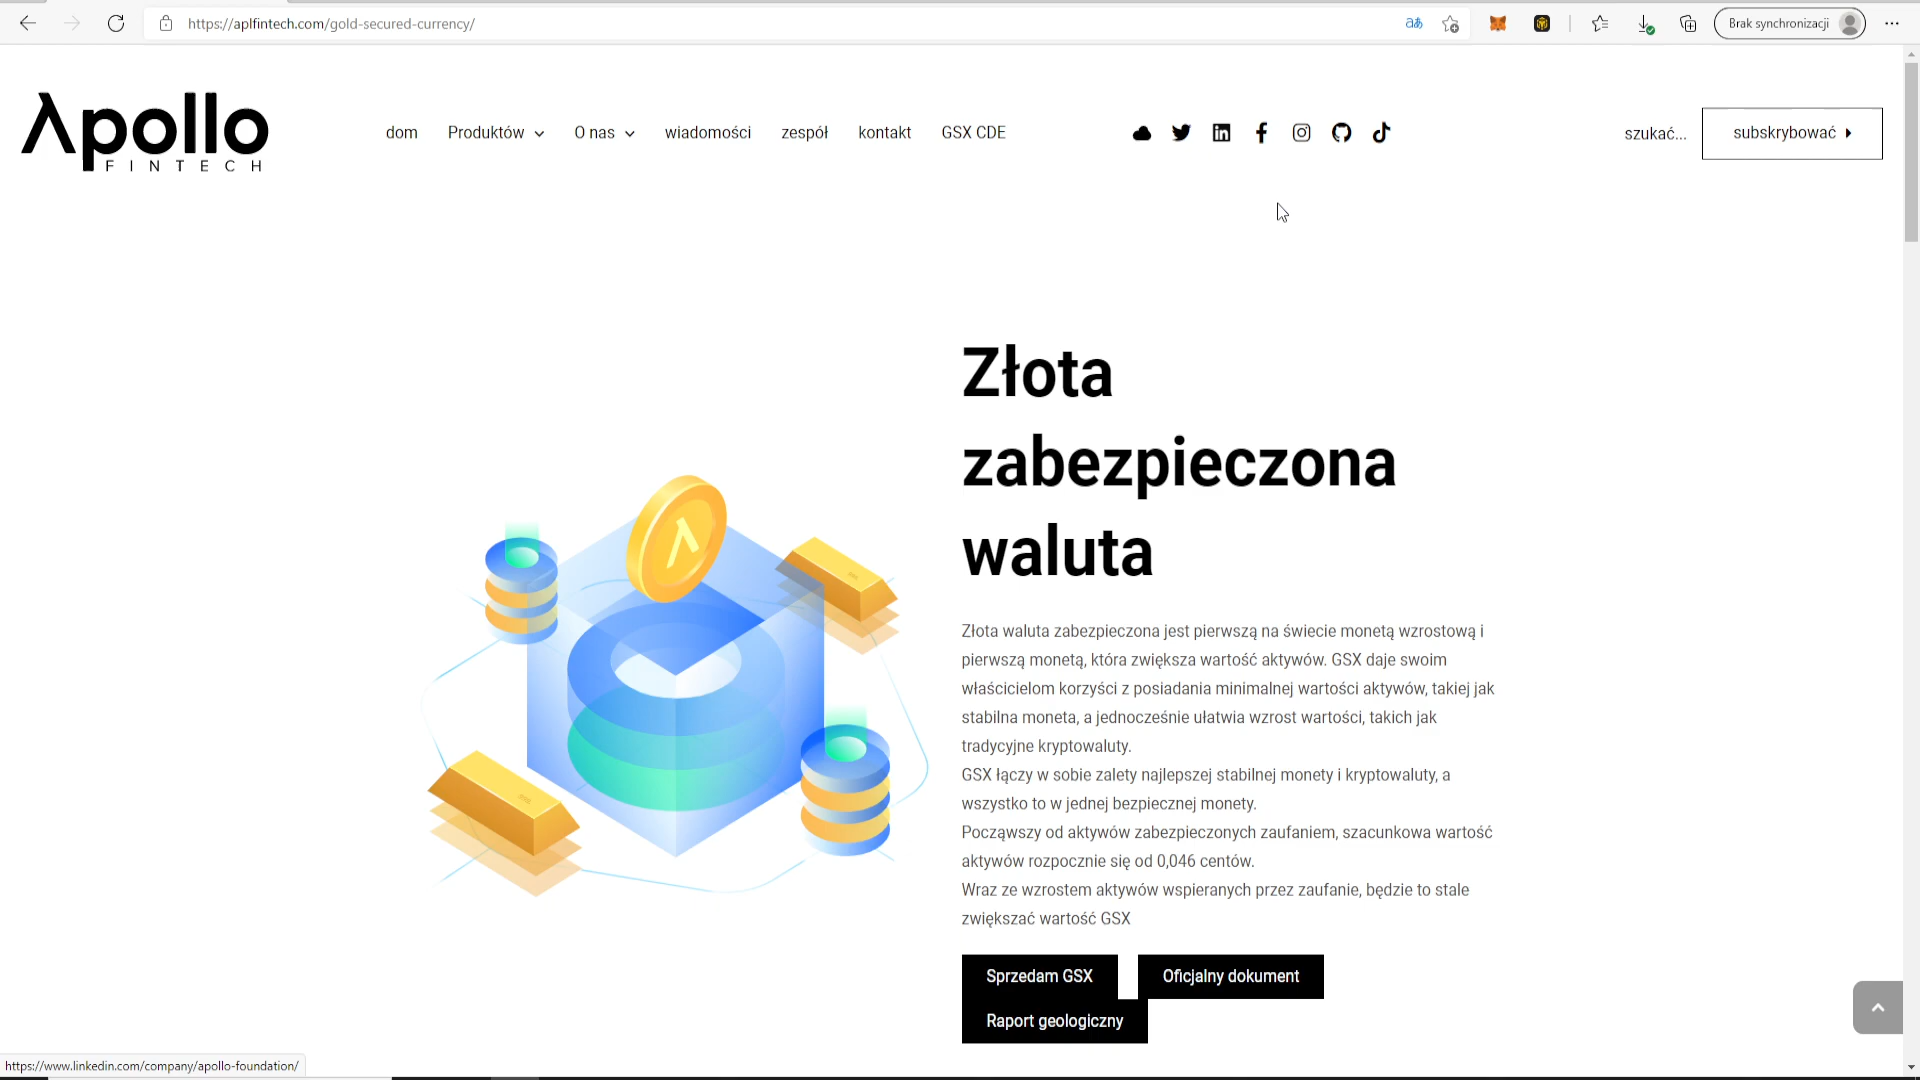 https://aplfintech.com/gold-secured-currency/
Brak synchronizacji
Apollo
FINTECH
dom
Produktów
O nas
wiadomości
zespół
kontakt
GSX CDE
szukać...
subskrybować
Złota
zabezpieczona
waluta
Złota waluta zabezpieczona jest pierwszą na świecie monetą wzrostową i
pierwszą monetą, która zwiększa wartość aktywów. GSX daje swoim
właścicielom korzyści z posiadania minimalnej wartości aktywów, takiej jak
stabilna moneta, a jednocześnie ułatwia wzrost wartości, takich jak
tradycyjne kryptowaluty.
GSX łączy w sobie zalety najlepszej stabilnej monety i kryptowaluty, a
wszystko to w jednej bezpiecznej monety.
Począwszy od aktywów zabezpieczonych zaufaniem, szacunkowa wartość
aktywów rozpocznie się od 0,046 centów.
Wraz ze wzrostem aktywów wspieranych przez zaufanie, będzie to stale
zwiększać wartość GSX
Sprzedam GSX
Oficjalny dokument
Raport geologiczny
https://www.linkedin.com/company/apollo-foundation/